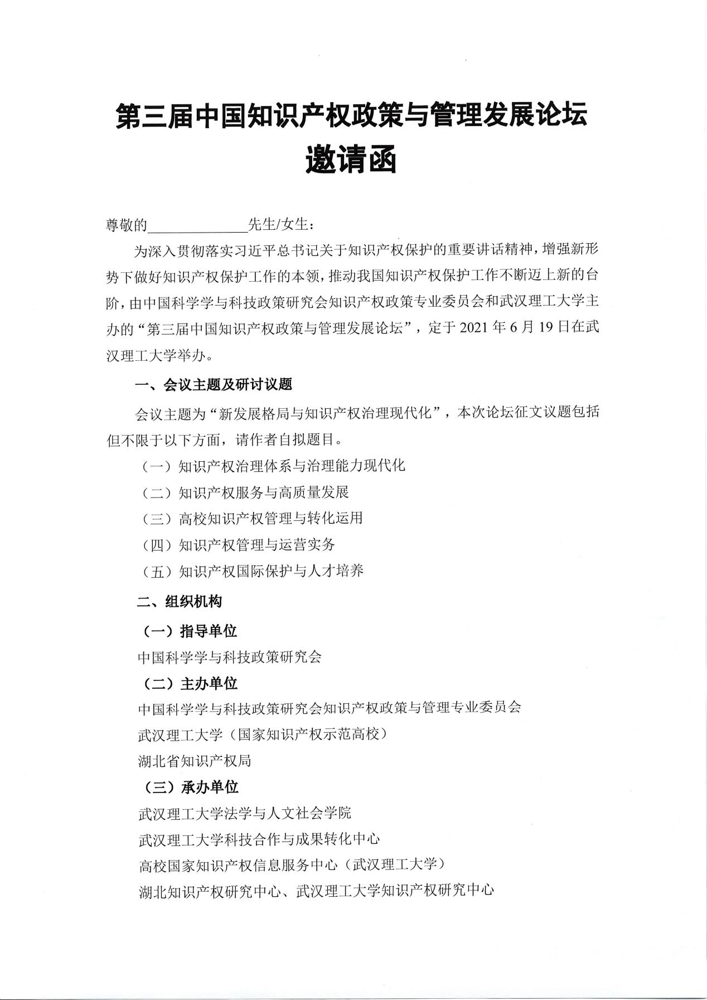 第三届中国知识产权政策与管理发展论坛
邀请函
尊敬的______________先生/女生：
为深入贯彻落实习近平总书记关于知识产权保护的重要讲话精神，增强新形
势下做好知识产权保护工作的本领，推动我国知识产权保护工作不断迈上新的台
阶，由中国科学学与科技政策研究会知识产权政策专业委员会和武汉理工大学主
办的“第三届中国知识产权政策与管理发展论坛”，定于 2021 年 6 月 19 日在武
汉理工大学举办。
一、会议主题及研讨议题
会议主题为“新发展格局与知识产权治理现代化”，本次论坛征文议题包括
但不限于以下方面，请作者自拟题目。
（一）知识产权治理体系与治理能力现代化
（二）知识产权服务与高质量发展
（三）高校知识产权管理与转化运用
（四）知识产权管理与运营实务
（五）知识产权国际保护与人才培养
二、组织机构
（一）指导单位
中国科学学与科技政策研究会
（二）主办单位
中国科学学与科技政策研究会知识产权政策与管理专业委员会
武汉理工大学（国家知识产权示范高校）
湖北省知识产权局
（三）承办单位
武汉理工大学法学与人文社会学院
武汉理工大学科技合作与成果转化中心
高校国家知识产权信息服务中心（武汉理工大学）
湖北知识产权研究中心、武汉理工大学知识产权研究中心